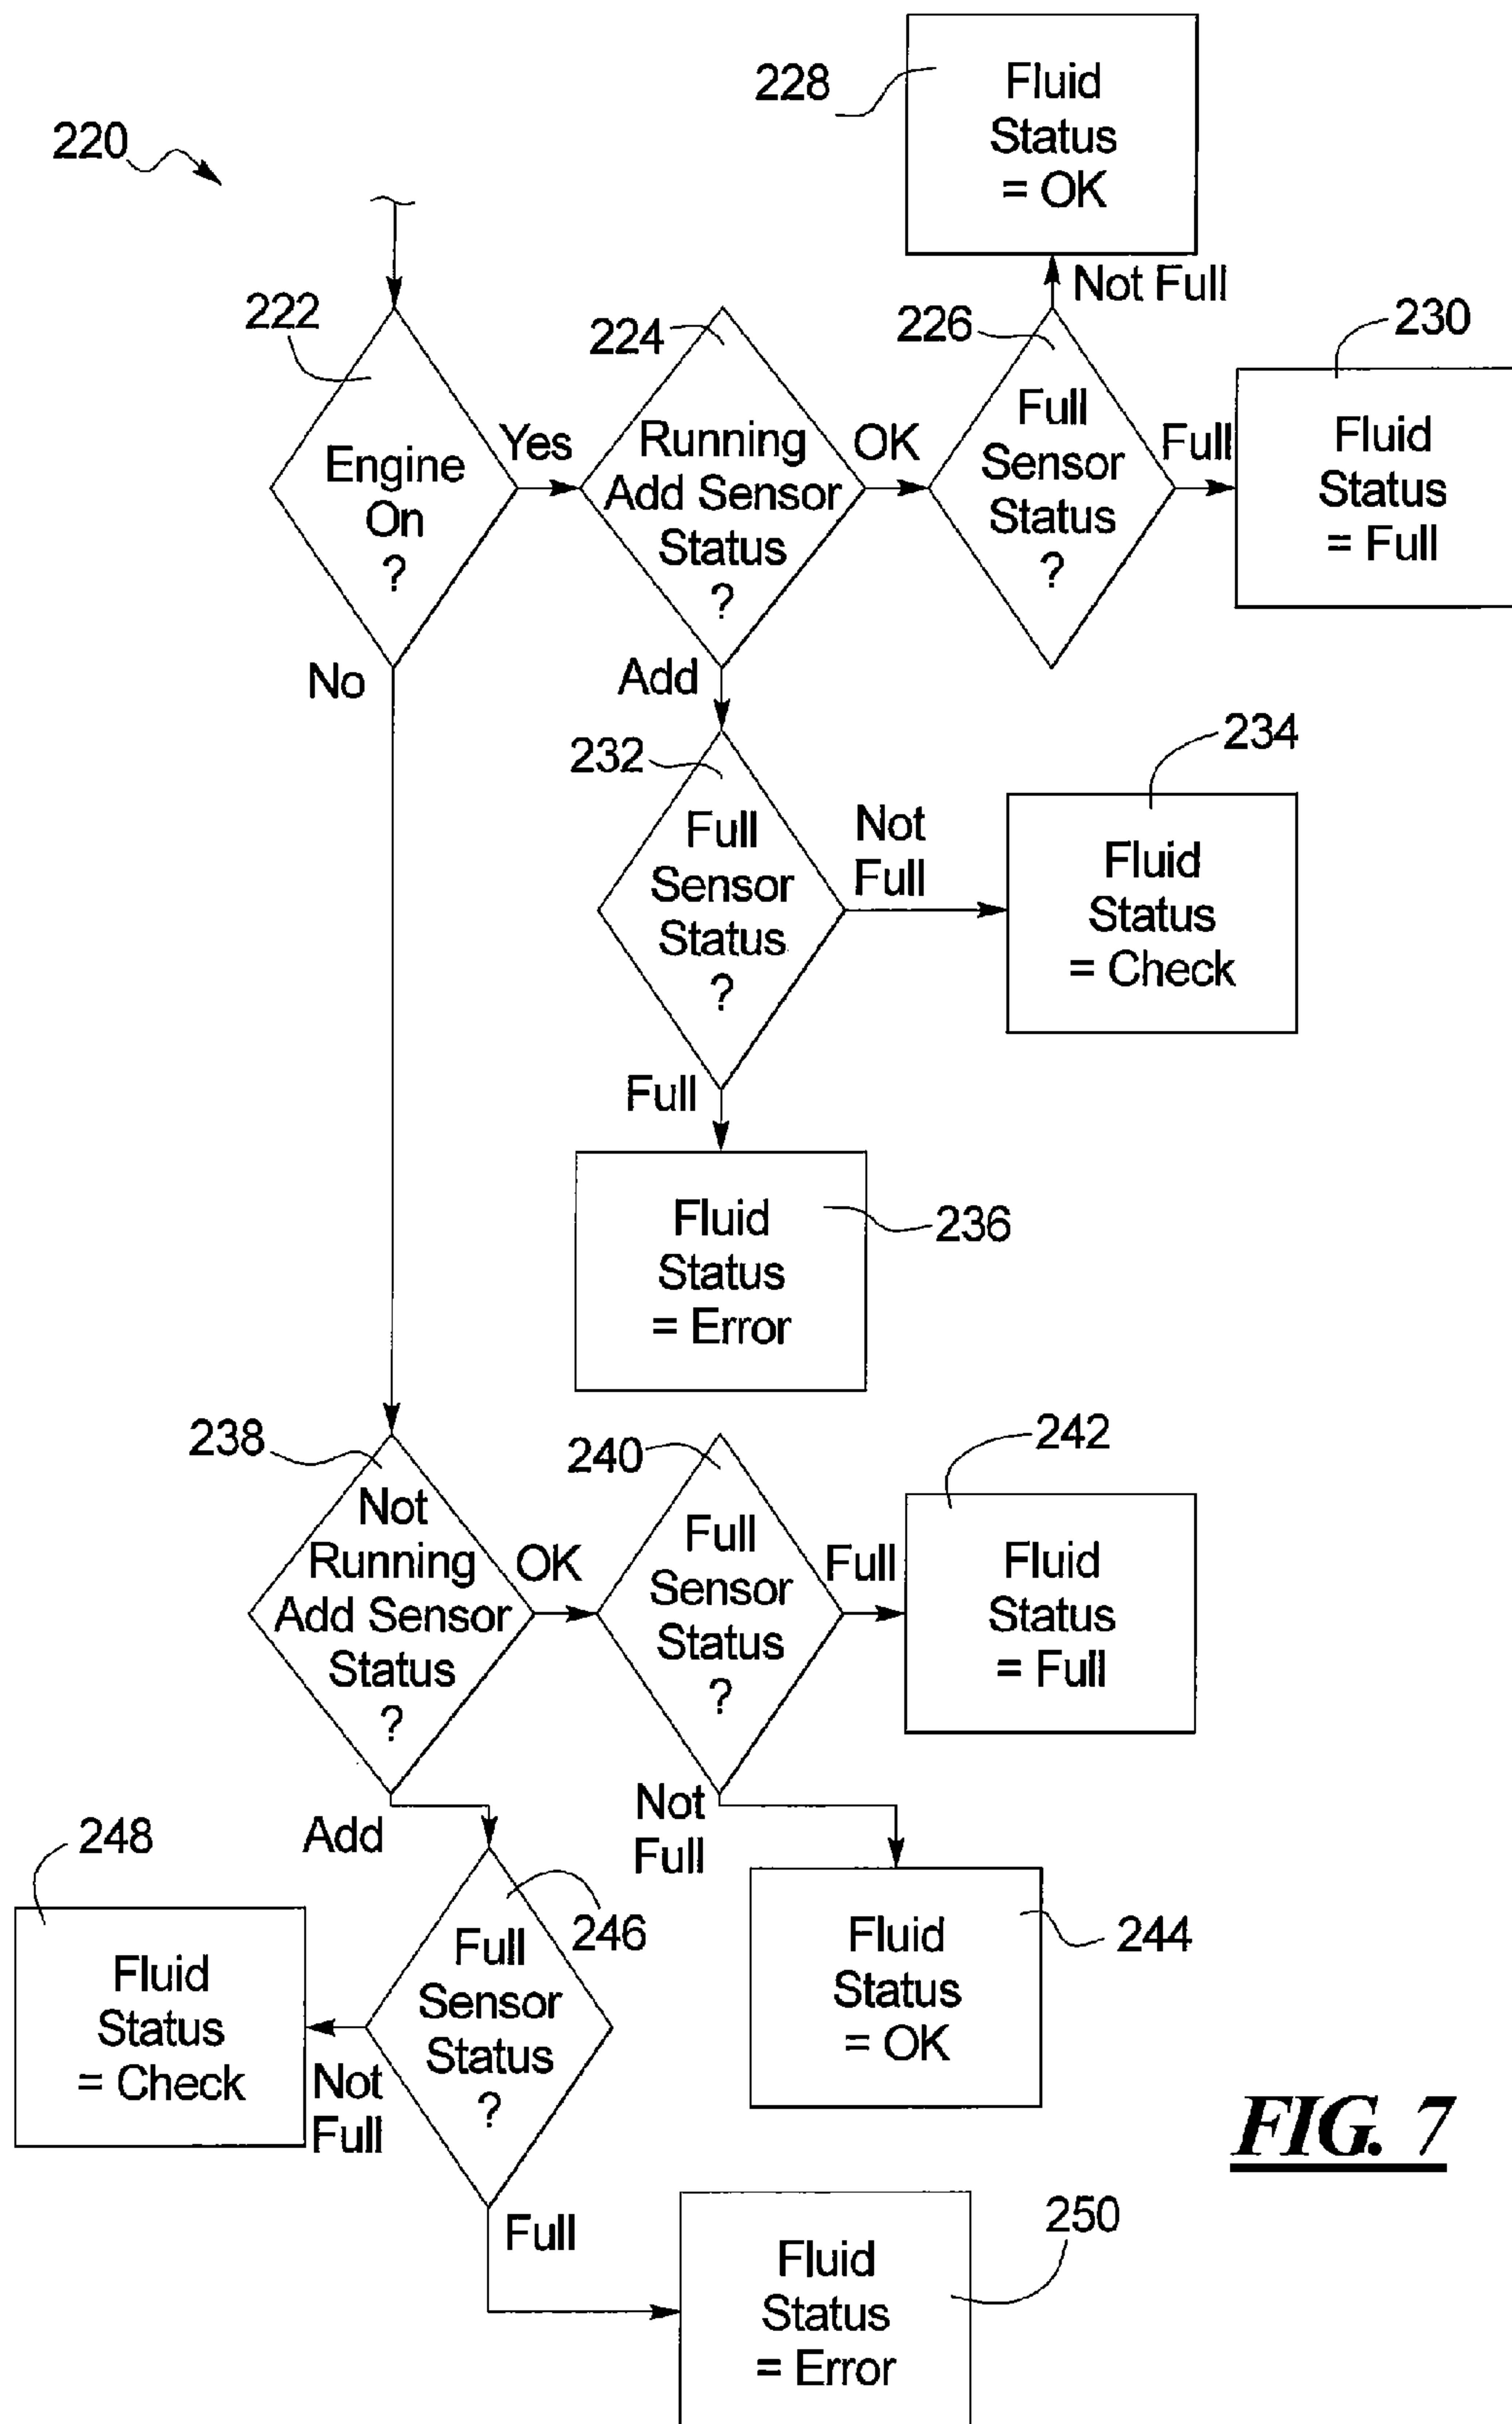 228
Fluid
Status
= OK
220
Not Full
222
224
226
230
Engine
On
?
Yes
Running
Add Sensor
Status
?
OK
Full
Sensor
Status
?
Full
Fluid
Status
= Full
No
Add
232
234
Full
Sensor
Status
?
Not
Full
Fluid
Status
= Check
Full
Fluid
Status
= Error
236
238
240
242
Not
Running
Add Sensor
Status
?
OK
Full
Sensor
Status
?
Full
Fluid
Status
= Full
Add
Not
Full
248
246
Fluid
Status
= Check
Full
Sensor
Status
?
Fluid
Status
= OK
244
Not
Full
FIG. 7
Full
Fluid
Status
= Error
250